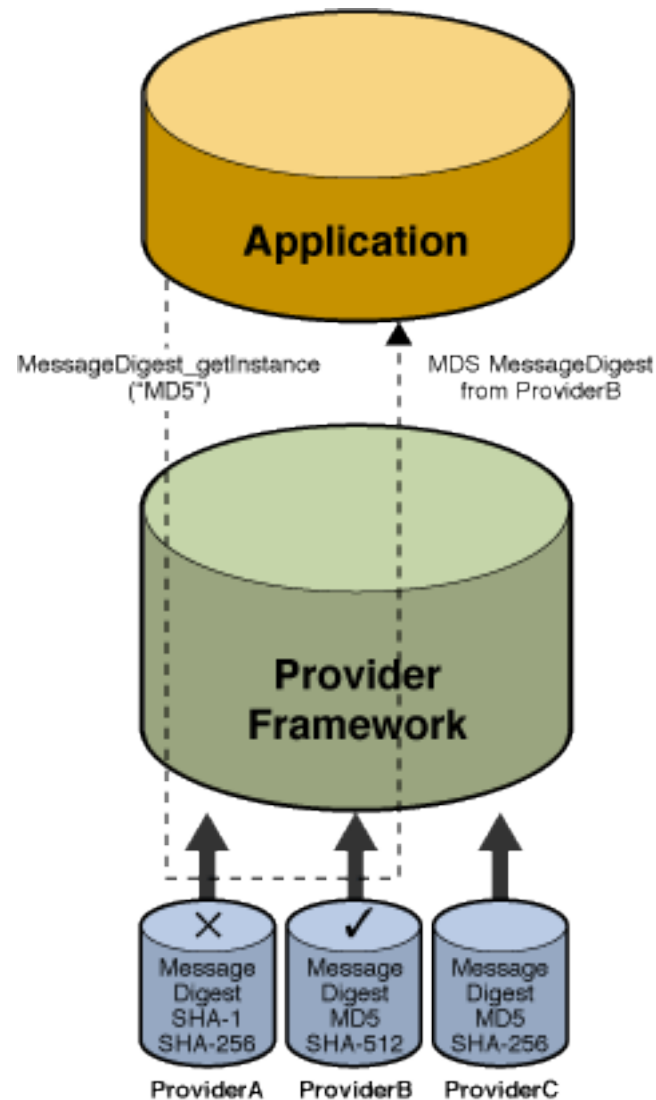 Application
MessageDigest_getInstance
("MD5")
MDS MessageDigest
from ProviderB
Provider
Framework
Message
Digest
SHA-1
SHA-256
Message
Digest
MD5
SHA-512
Message
Digest
MD5
SHA-256
ProviderA
ProviderB
ProviderC